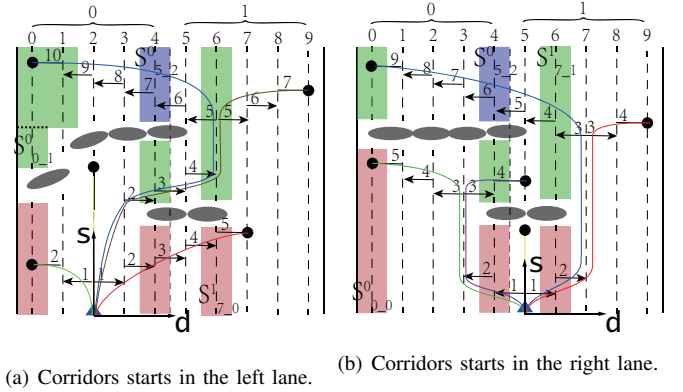 0 1
0 1 2 3 4 5 6 7 8 9
10 9 8 7 6 5 5 6 7
S^0_5_2
S^0_0_1
4
2 3
5
4
3
2
2 1 1
S
S^1_7_0
d
(a) Corridors starts in the left lane.
0 1
0 1 2 3 4 5 6 7 8 9
9 8 7 6 5 4 3 3 4
S^0_5_2
S^1_7_1
5 4 3 3 4
2 1 1 2
S
S^0_0_0
d
(b) Corridors starts in the right lane.